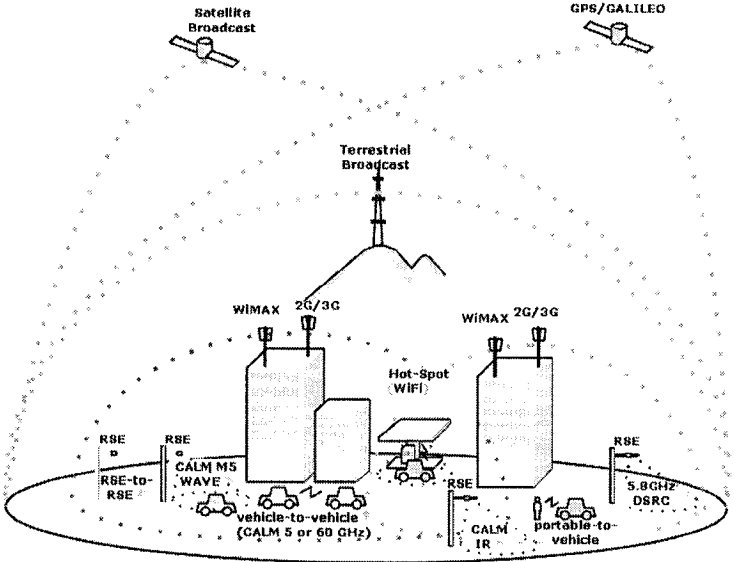 Satellite
Broadcast
GPS/GALILEO
Terrestrial
Broadcast
WiMAX
2G/3G
WiMAX
2G/3G
Hot-Spot
(WiFi)
RSE
RSE
RSE
RSE-to-
RSE
CALM M5
WAVE
RSE
5.8GHz
DSRC
vehicle-to-vehicle
(CALM 5 or 60 GHz)
CALM
IR
portable-to-
vehicle